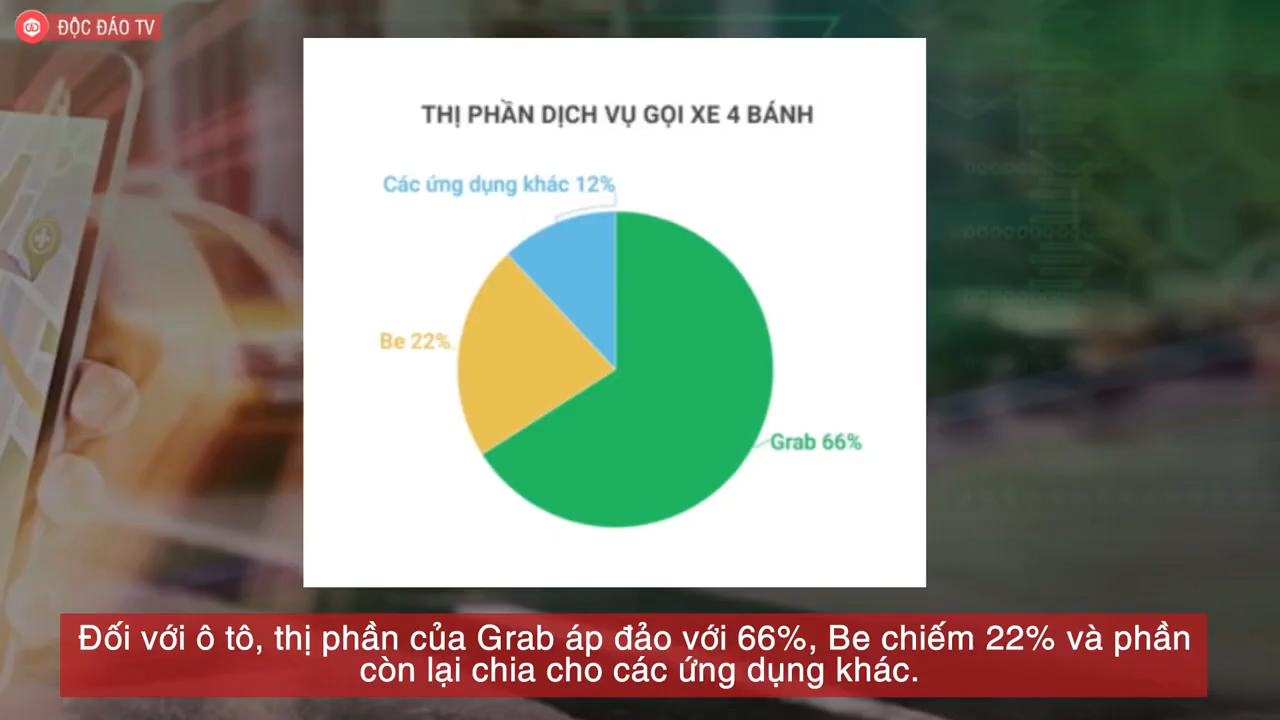 ĐỘC ĐÁO TV
THỊ PHẦN DỊCH VỤ GỌI XE 4 BÁNH
Các ứng dụng khác 12%
Be 22%
Grab 66%
Đối với ô tô, thị phần của Grab áp đảo với 66%, Be chiếm 22% và phần
còn lại chia cho các ứng dụng khác.